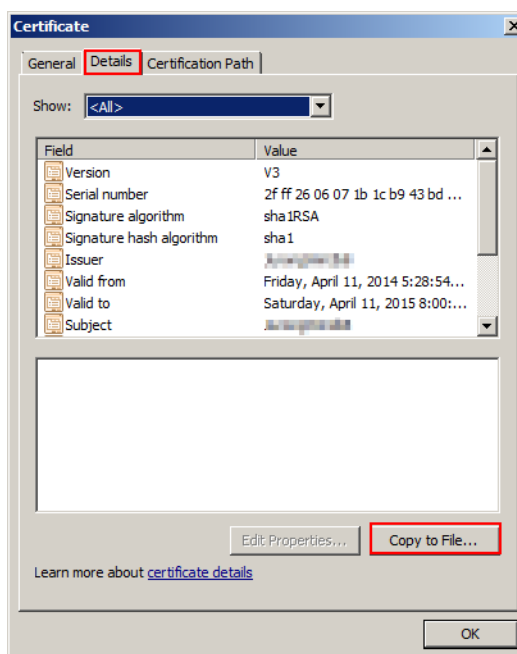 Certificate
General Details Certification Path
Show: <All>
Field Value
Version V3
Serial number 2f ff 26 06 07 1b 1c b9 43 bd ...
Signature algorithm sha1RSA
Signature hash algorithm sha1
Issuer
Valid from Friday, April 11, 2014 5:28:54...
Valid to Saturday, April 11, 2015 8:00:...
Subject
Edit Properties... Copy to File...
Learn more about certificate details
OK